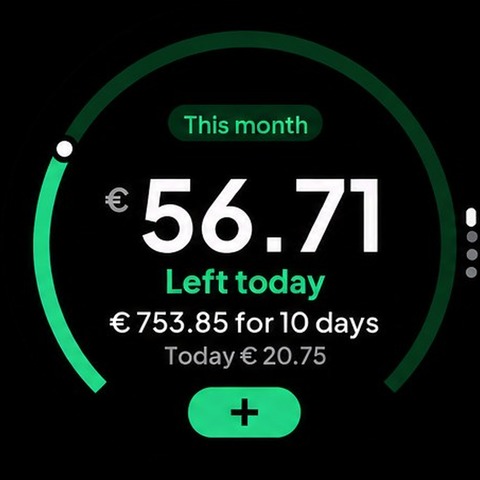 This month
€ 56.71
Left today
€ 753.85 for 10 days
Today € 20.75
+